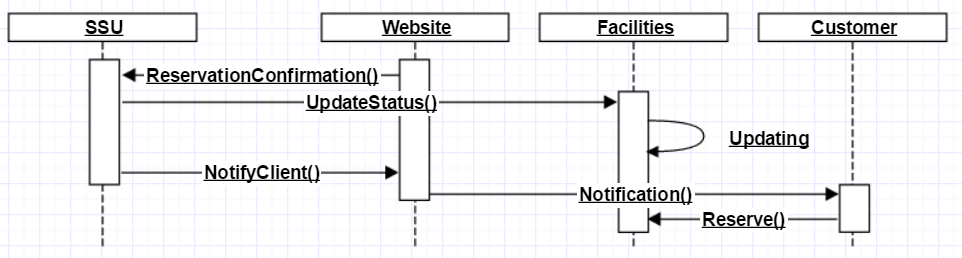 SSU
Website
Facilities
Customer
ReservationConfirmation()
UpdateStatus()
Updating
NotifyClient()
Notification()
Reserve()